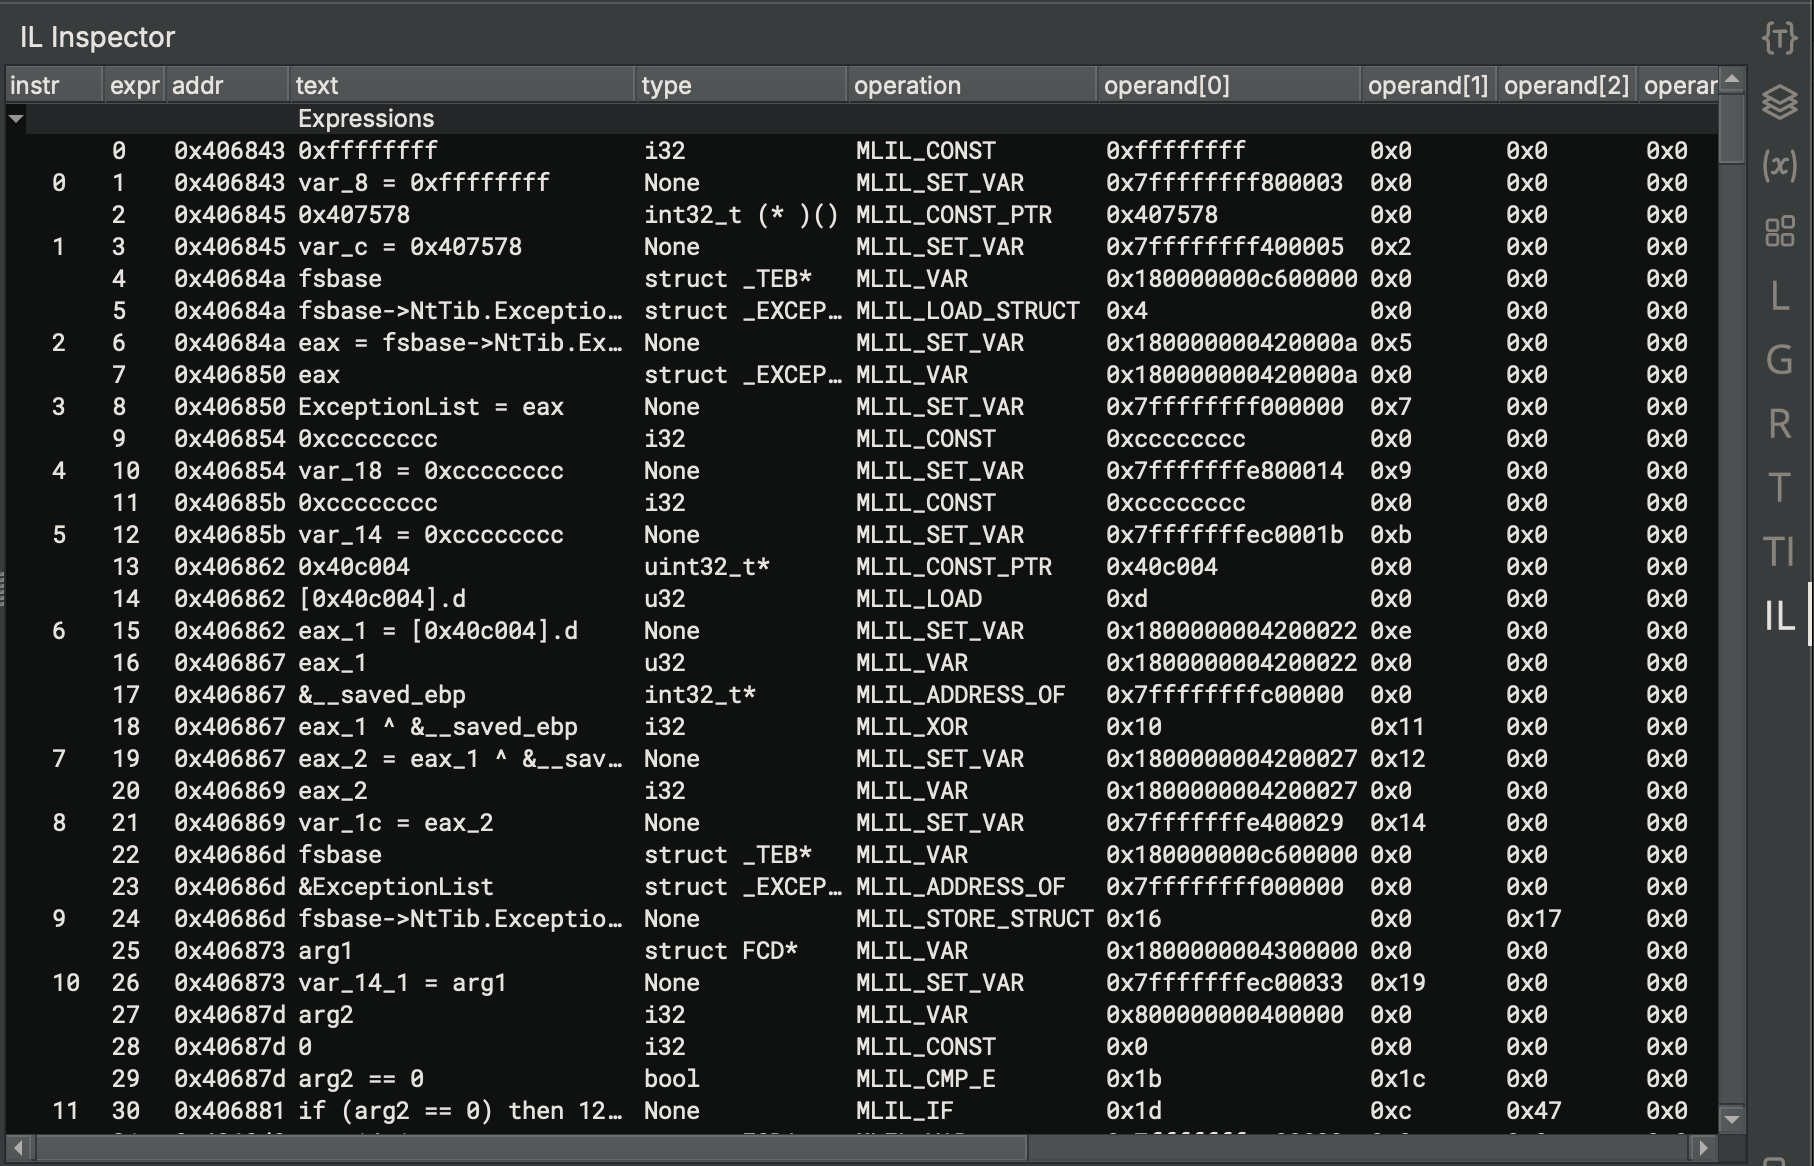 IL Inspector
instr expr addr text type operation operand[0] operand[1] operand[2] operar
Expressions
0 0x406843 0xffffffff i32 MLIL_CONST 0xffffffff 0x0 0x0 0x0
0 1 0x406843 var_8 = 0xffffffff None MLIL_SET_VAR 0x7ffffffff800003 0x0 0x0 0x0
2 0x406845 0x407578 int32_t (* )() MLIL_CONST_PTR 0x407578 0x0 0x0 0x0
1 3 0x406845 var_c = 0x407578 None MLIL_SET_VAR 0x7ffffffff400005 0x2 0x0 0x0
4 0x40684a fsbase struct _TEB* MLIL_VAR 0x180000000c600000 0x0 0x0 0x0
5 0x40684a fsbase->NtTib.Exceptio… struct _EXCEP… MLIL_LOAD_STRUCT 0x4 0x0 0x0 0x0
2 6 0x40684a eax = fsbase->NtTib.Ex… None MLIL_SET_VAR 0x180000000420000a 0x5 0x0 0x0
7 0x406850 eax struct _EXCEP… MLIL_VAR 0x180000000420000a 0x0 0x0 0x0
3 8 0x406850 ExceptionList = eax None MLIL_SET_VAR 0x7ffffffff000000 0x7 0x0 0x0
9 0x406854 0xcccccccc i32 MLIL_CONST 0xcccccccc 0x0 0x0 0x0
4 10 0x406854 var_18 = 0xcccccccc None MLIL_SET_VAR 0x7fffffffe800014 0x9 0x0 0x0
11 0x40685b 0xcccccccc i32 MLIL_CONST 0xcccccccc 0x0 0x0 0x0
5 12 0x40685b var_14 = 0xcccccccc None MLIL_SET_VAR 0x7fffffffec0001b 0xb 0x0 0x0
13 0x406862 0x40c004 uint32_t* MLIL_CONST_PTR 0x40c004 0x0 0x0 0x0
14 0x406862 [0x40c004].d u32 MLIL_LOAD 0xd 0x0 0x0 0x0
6 15 0x406862 eax_1 = [0x40c004].d None MLIL_SET_VAR 0x1800000004200022 0xe 0x0 0x0
16 0x406867 eax_1 u32 MLIL_VAR 0x1800000004200022 0x0 0x0 0x0
17 0x406867 &__saved_ebp int32_t* MLIL_ADDRESS_OF 0x7ffffffffc00000 0x0 0x0 0x0
18 0x406867 eax_1 ^ &__saved_ebp i32 MLIL_XOR 0x10 0x11 0x0 0x0
7 19 0x406867 eax_2 = eax_1 ^ &__sav… None MLIL_SET_VAR 0x1800000004200027 0x12 0x0 0x0
20 0x406869 eax_2 i32 MLIL_VAR 0x1800000004200027 0x0 0x0 0x0
8 21 0x406869 var_1c = eax_2 None MLIL_SET_VAR 0x7fffffffe400029 0x14 0x0 0x0
22 0x40686d fsbase struct _TEB* MLIL_VAR 0x180000000c600000 0x0 0x0 0x0
23 0x40686d &ExceptionList struct _EXCEP… MLIL_ADDRESS_OF 0x7ffffffff000000 0x0 0x0 0x0
9 24 0x40686d fsbase->NtTib.Exceptio… None MLIL_STORE_STRUCT 0x16 0x0 0x17 0x0
25 0x406873 arg1 struct FCD* MLIL_VAR 0x1800000004300000 0x0 0x0 0x0
10 26 0x406873 var_14_1 = arg1 None MLIL_SET_VAR 0x7fffffffec00033 0x19 0x0 0x0
27 0x40687d arg2 i32 MLIL_VAR 0x800000000400000 0x0 0x0 0x0
28 0x40687d 0 i32 MLIL_CONST 0x0 0x0 0x0 0x0
29 0x40687d arg2 == 0 bool MLIL_CMP_E 0x1b 0x1c 0x0 0x0
11 30 0x406881 if (arg2 == 0) then 12… None MLIL_IF 0x1d 0xc 0x47 0x0
{T}
(x)
L
G
R
T
TI
IL